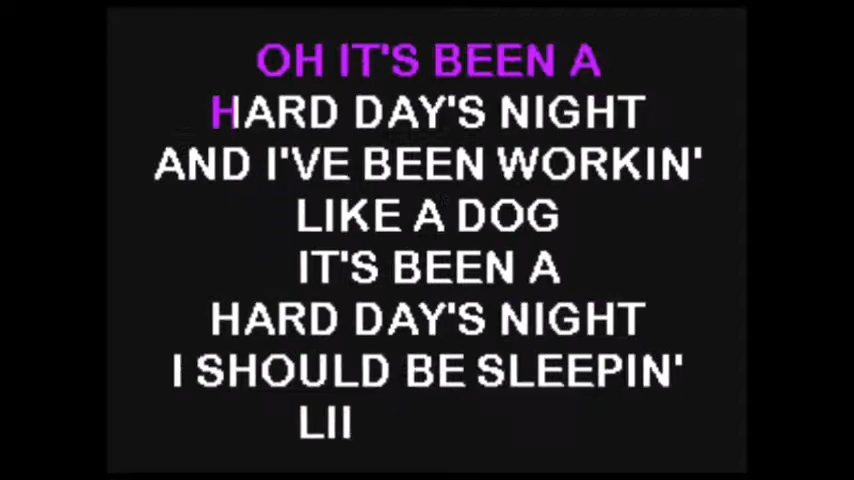 OH IT'S BEEN A
HARD DAY'S NIGHT
AND I'VE BEEN WORKIN'
LIKE A DOG
IT'S BEEN A
HARD DAY'S NIGHT
I SHOULD BE SLEEPIN'
LII